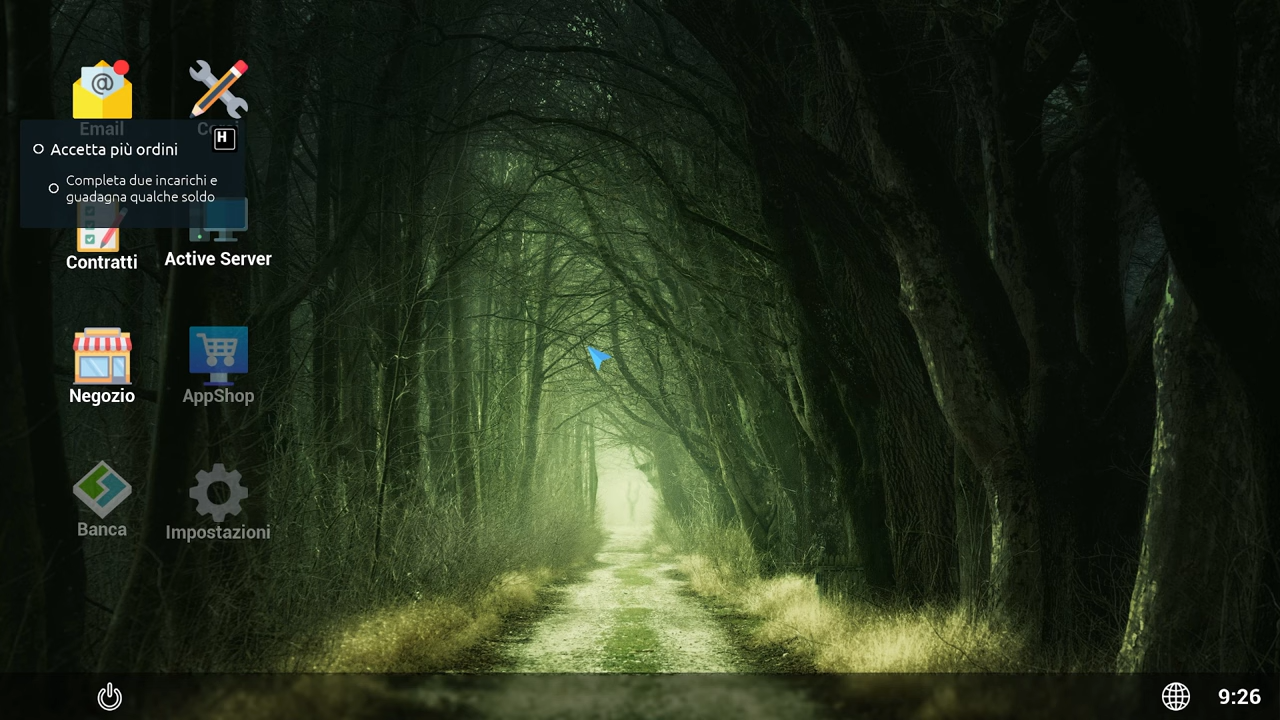 Email
Accetta più ordini
H
Completa due incarichi e
guadagna qualche soldo
Contratti
Active Server
Negozio
AppShop
Banca
Impostazioni
9:26